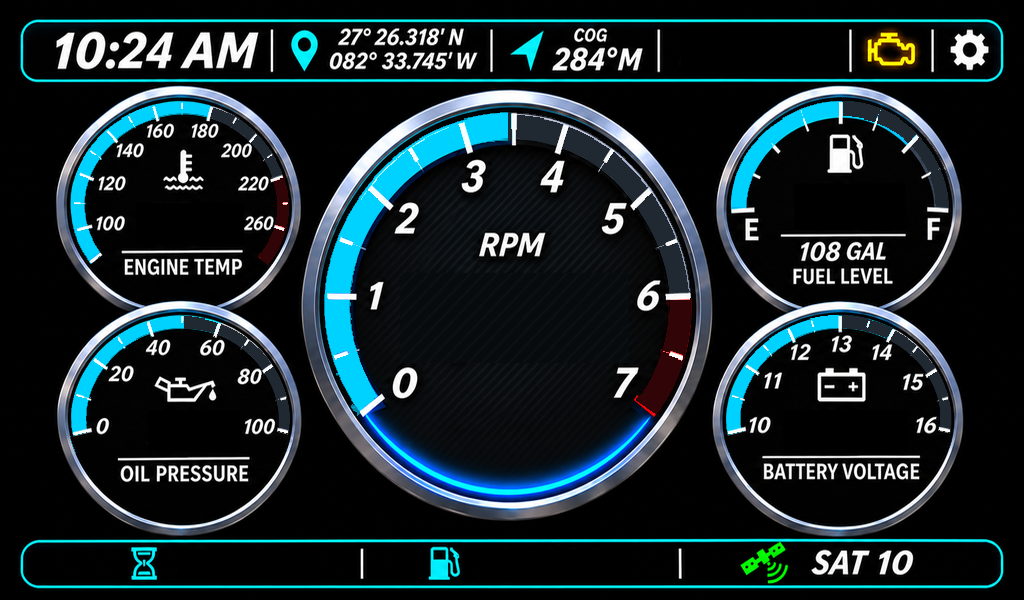 10:24 AM
27° 26.318' N
082° 33.745' W
COG
284°M
100
120
140
160
180
200
220
260
ENGINE TEMP
0
1
2
3
4
5
6
7
RPM
E
F
108 GAL
FUEL LEVEL
0
20
40
60
80
100
OIL PRESSURE
10
11
12
13
14
15
16
- +
BATTERY VOLTAGE
SAT 10